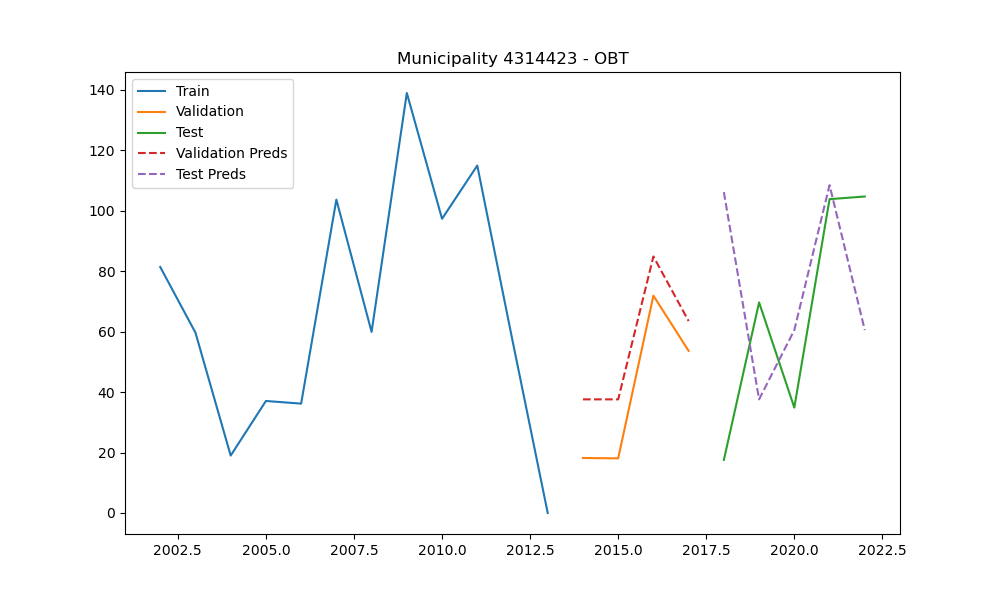 Municipality 4314423 - OBT
Train
Validation
Test
Validation Preds
Test Preds
140
120
100
80
60
40
20
0
2002.5 2005.0 2007.5 2010.0 2012.5 2015.0 2017.5 2020.0 2022.5